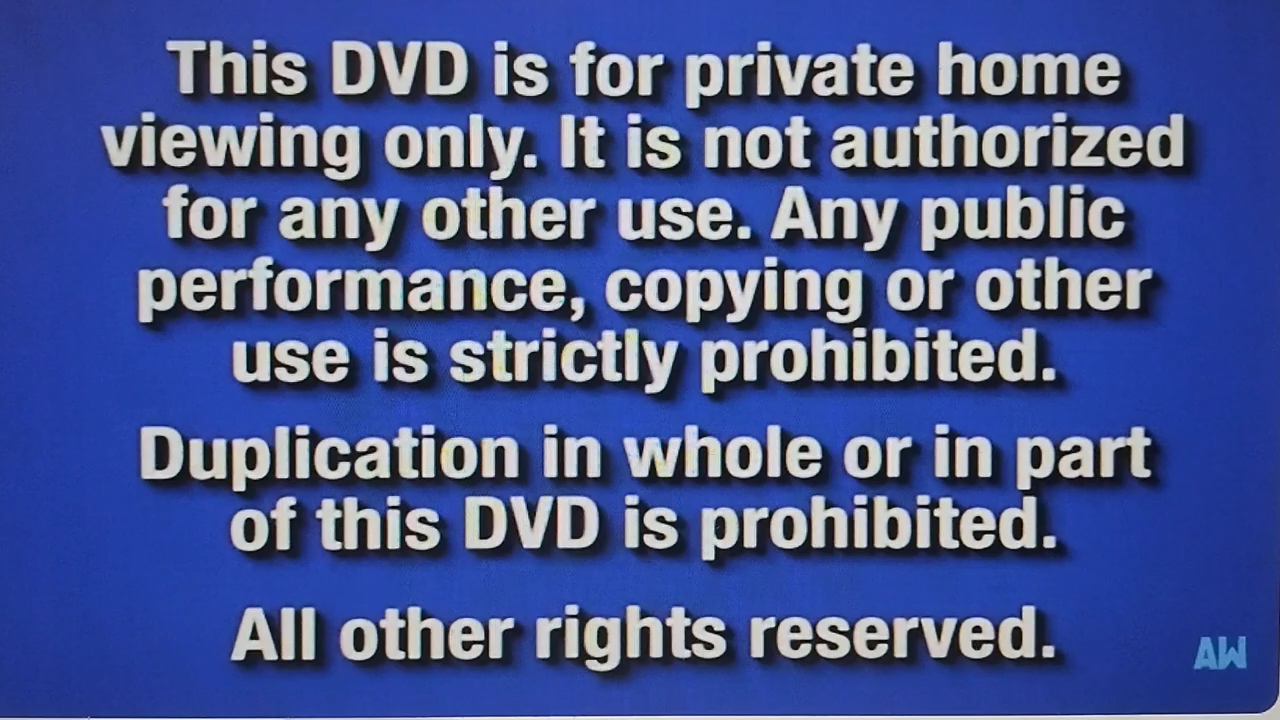 This DVD is for private home
viewing only. It is not authorized
for any other use. Any public
performance, copying or other
use is strictly prohibited.
Duplication in whole or in part
of this DVD is prohibited.
All other rights reserved.
AW